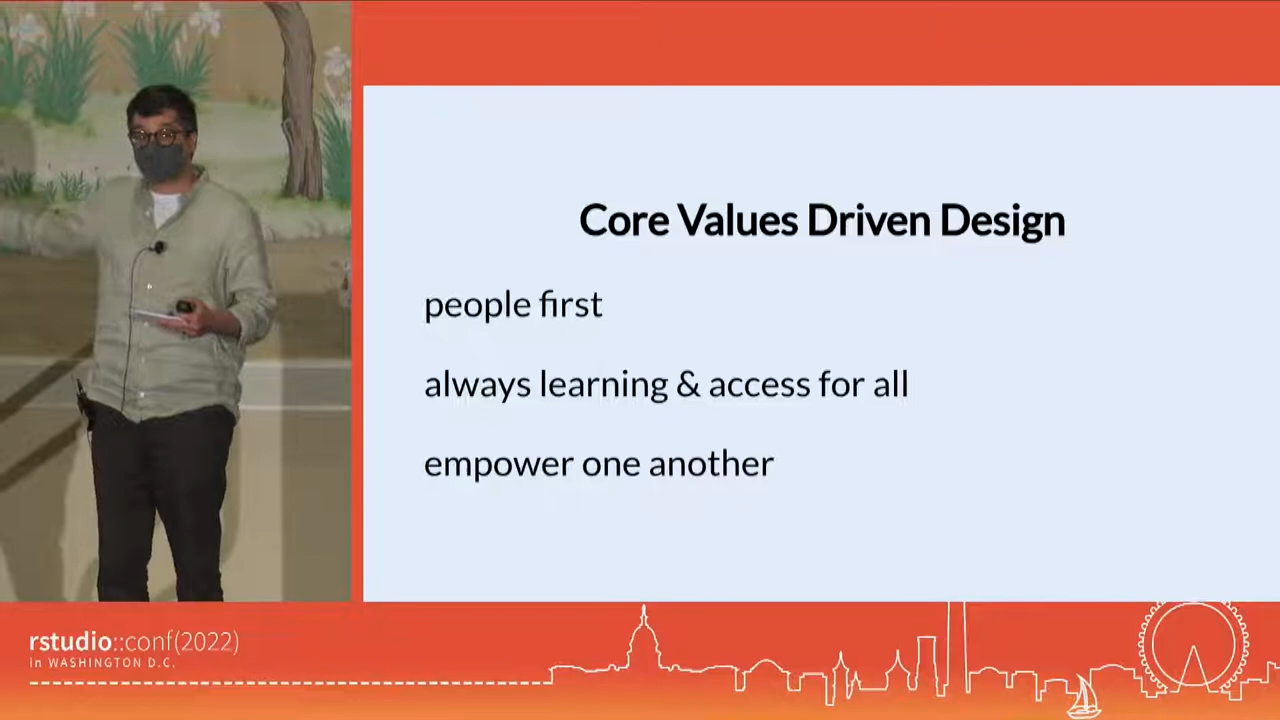 Core Values Driven Design
people first
always learning & access for all
empower one another
rstudio::conf(2022)
in WASHINGTON D.C.